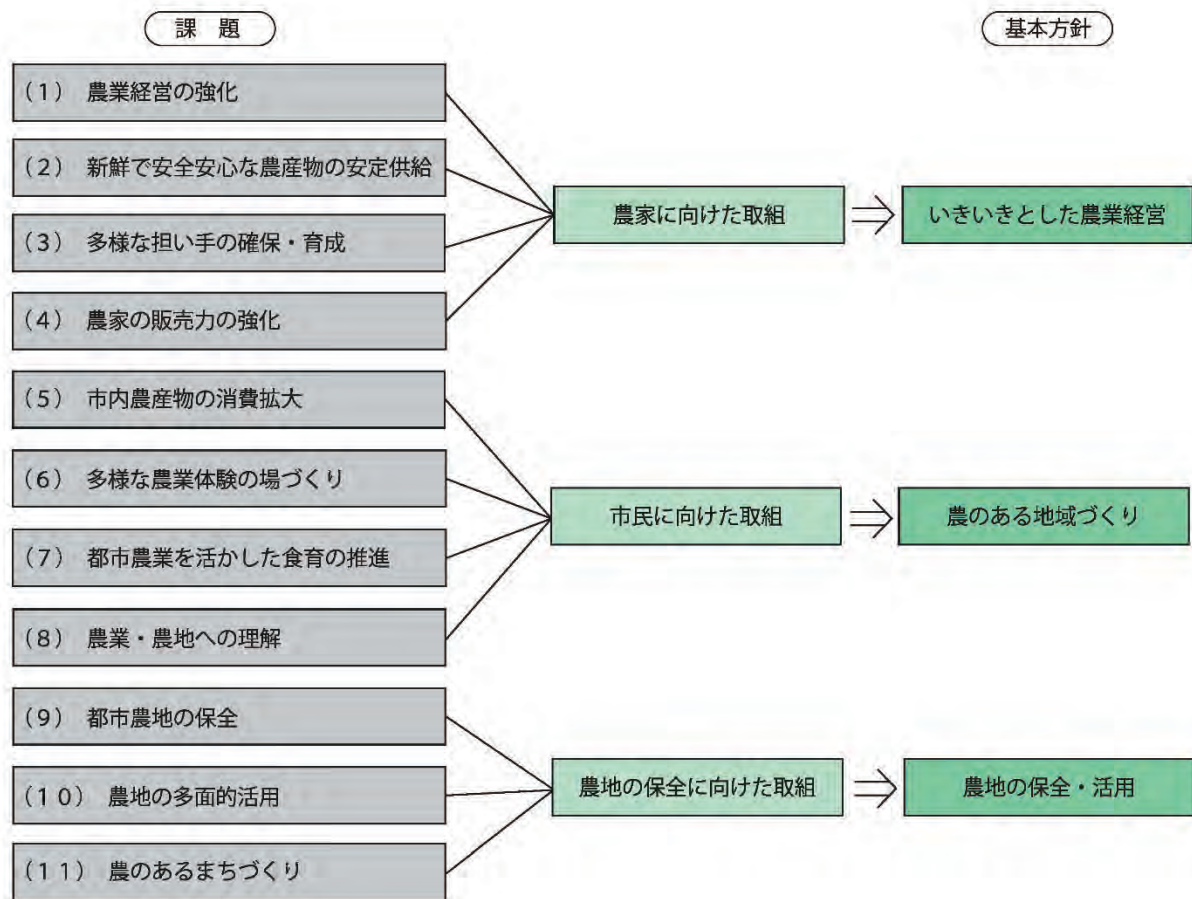 課 題
基本方針
(1) 農業経営の強化
(2) 新鮮で安全安心な農産物の安定供給
(3) 多様な担い手の確保・育成
(4) 農家の販売力の強化
農家に向けた取組
いきいきとした農業経営
(5) 市内農産物の消費拡大
(6) 多様な農業体験の場づくり
(7) 都市農業を活かした食育の推進
(8) 農業・農地への理解
市民に向けた取組
農のある地域づくり
(9) 都市農地の保全
(10) 農地の多面的活用
(11) 農のあるまちづくり
農地の保全に向けた取組
農地の保全・活用